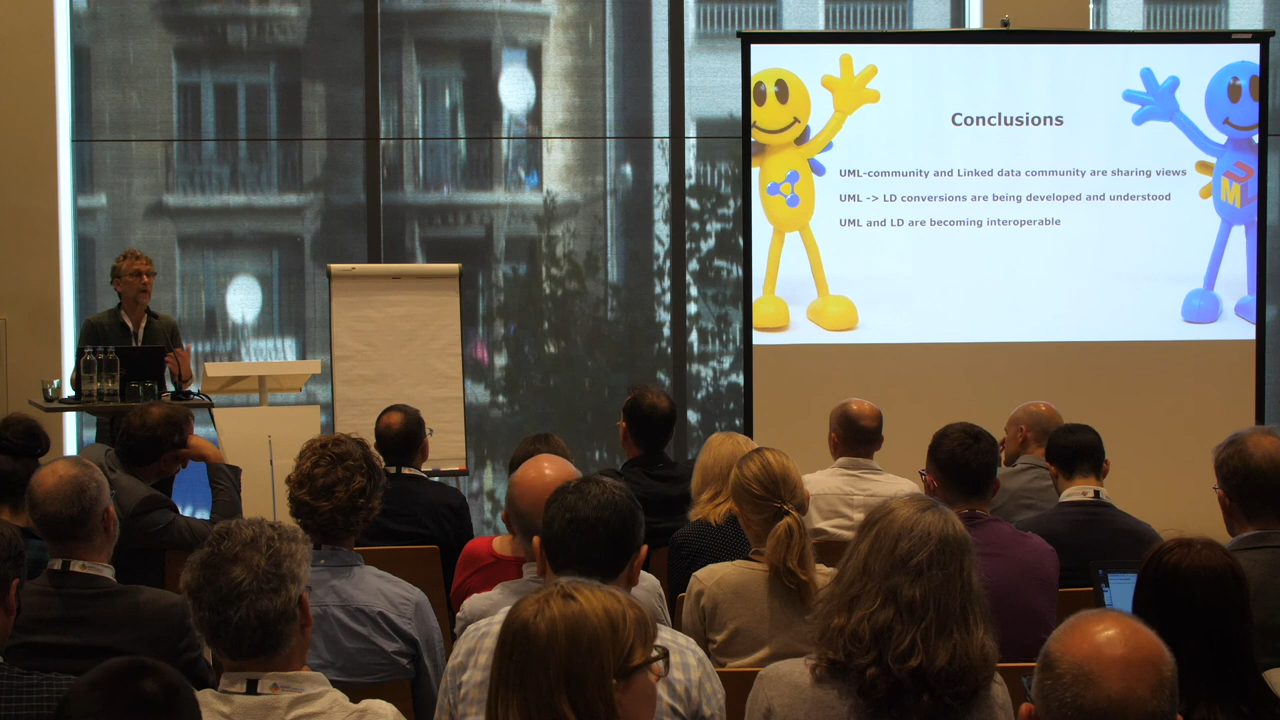 Conclusions
UML-community and Linked data community are sharing views
UML -> LD conversions are being developed and understood
UML and LD are becoming interoperable
UML